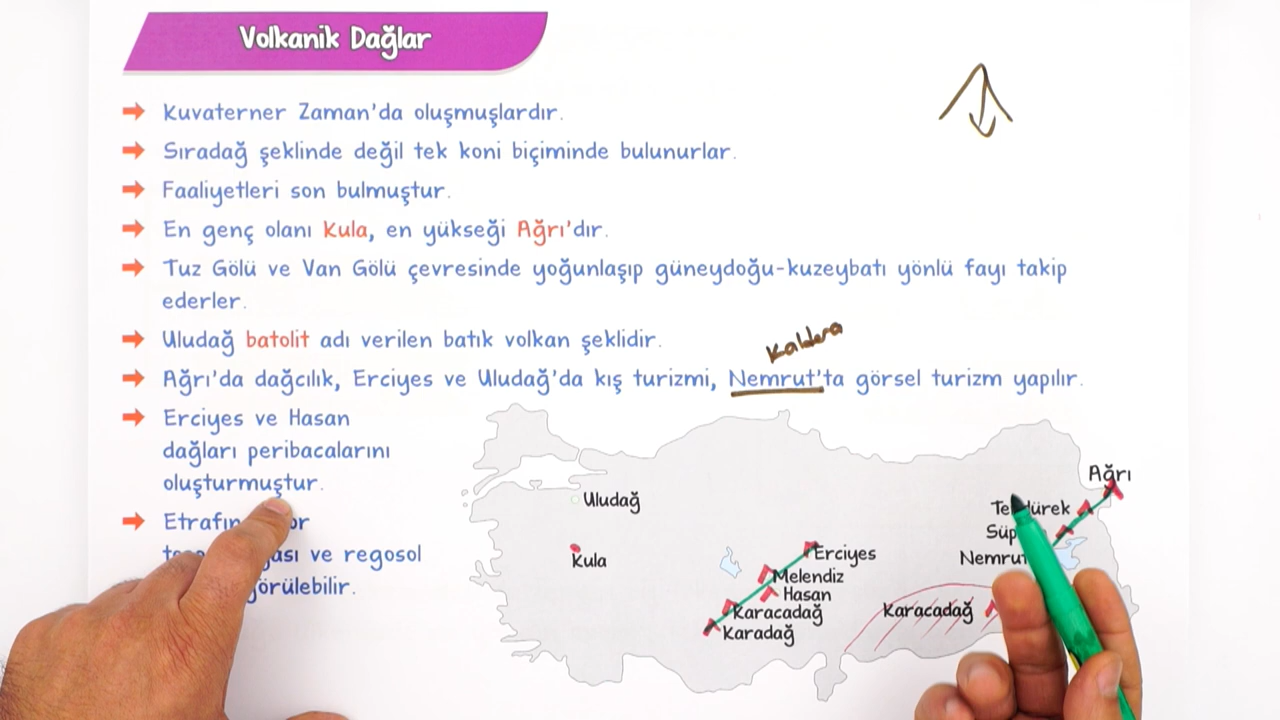 Volkanik Dağlar
Kuvaterner Zaman'da oluşmuşlardır.
Sıradağ şeklinde değil tek koni biçiminde bulunurlar.
Faaliyetleri son bulmuştur.
En genç olanı Kula, en yükseği Ağrı'dır.
Tuz Gölü ve Van Gölü çevresinde yoğunlaşıp güneydoğu-kuzeybatı yönlü fayı takip
ederler.
Uludağ batolit adı verilen batık volkan şeklidir.
Kaldera
Ağrı'da dağcılık, Erciyes ve Uludağ'da kış turizmi, Nemrut'ta görsel turizm yapılır.
Erciyes ve Hasan
dağları peribacalarını
oluşturmuştur.
ve regosol
görülebilir.
Ağrı
Uludağ
Erciyes
Kula
Nemrut
Melendiz
Hasan
Karacadağ
Karacadağ
Karadağ